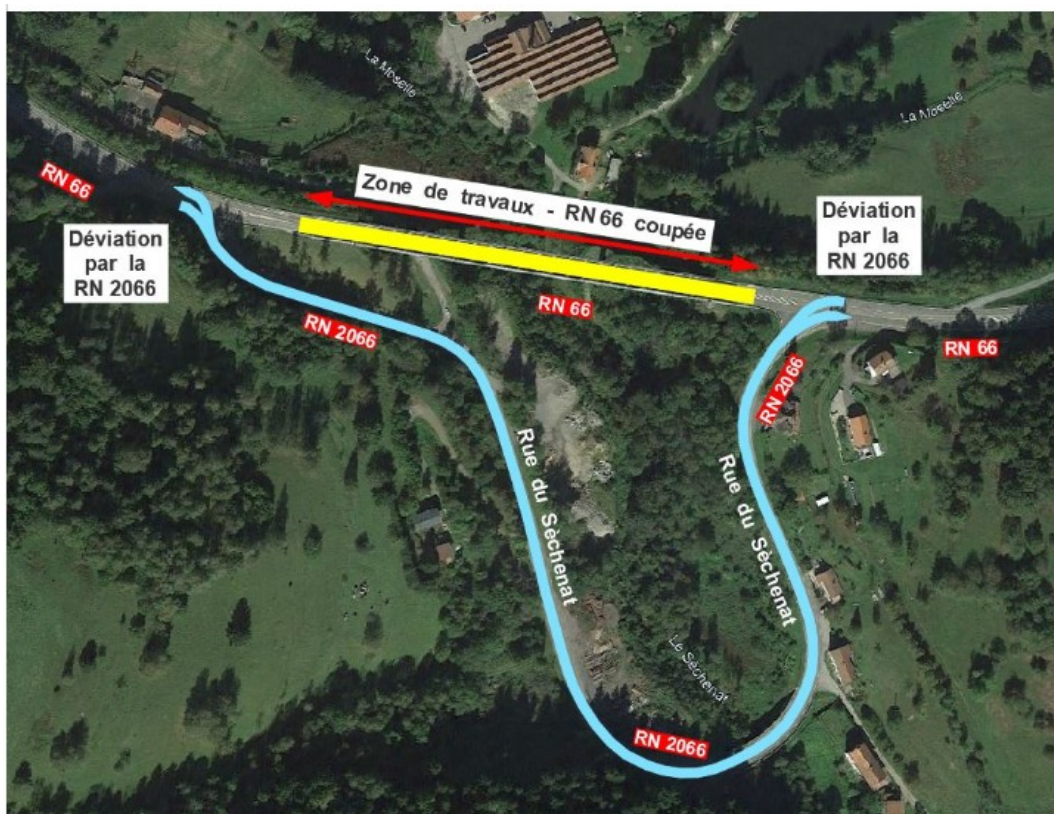 La Moselle
La Moselle
RN 66
Zone de travaux - RN 66 coupée
Déviation
par la
RN 2066
Déviation
par la
RN 2066
RN 66
RN 2066
RN 66
RN 2066
Rue du Sèchenat
Rue du Sèchenat
Le Sèchenat
RN 2066